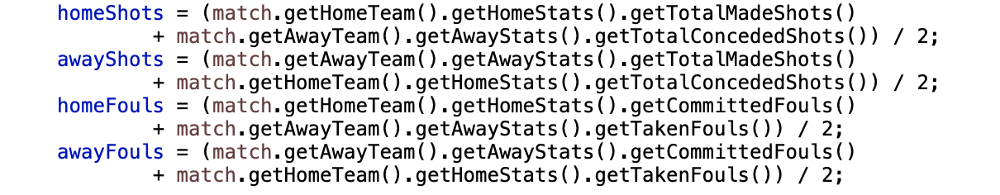 homeShots = (match.getHomeTeam().getHomeStats().getTotalMadeShots()
+ match.getAwayTeam().getAwayStats().getTotalConcededShots()) / 2;
awayShots = (match.getAwayTeam().getAwayStats().getTotalMadeShots()
+ match.getHomeTeam().getHomeStats().getTotalConcededShots()) / 2;
homeFouls = (match.getHomeTeam().getHomeStats().getCommittedFouls()
+ match.getAwayTeam().getAwayStats().getTakenFouls()) / 2;
awayFouls = (match.getAwayTeam().getAwayStats().getCommittedFouls()
+ match.getHomeTeam().getHomeStats().getTakenFouls()) / 2;